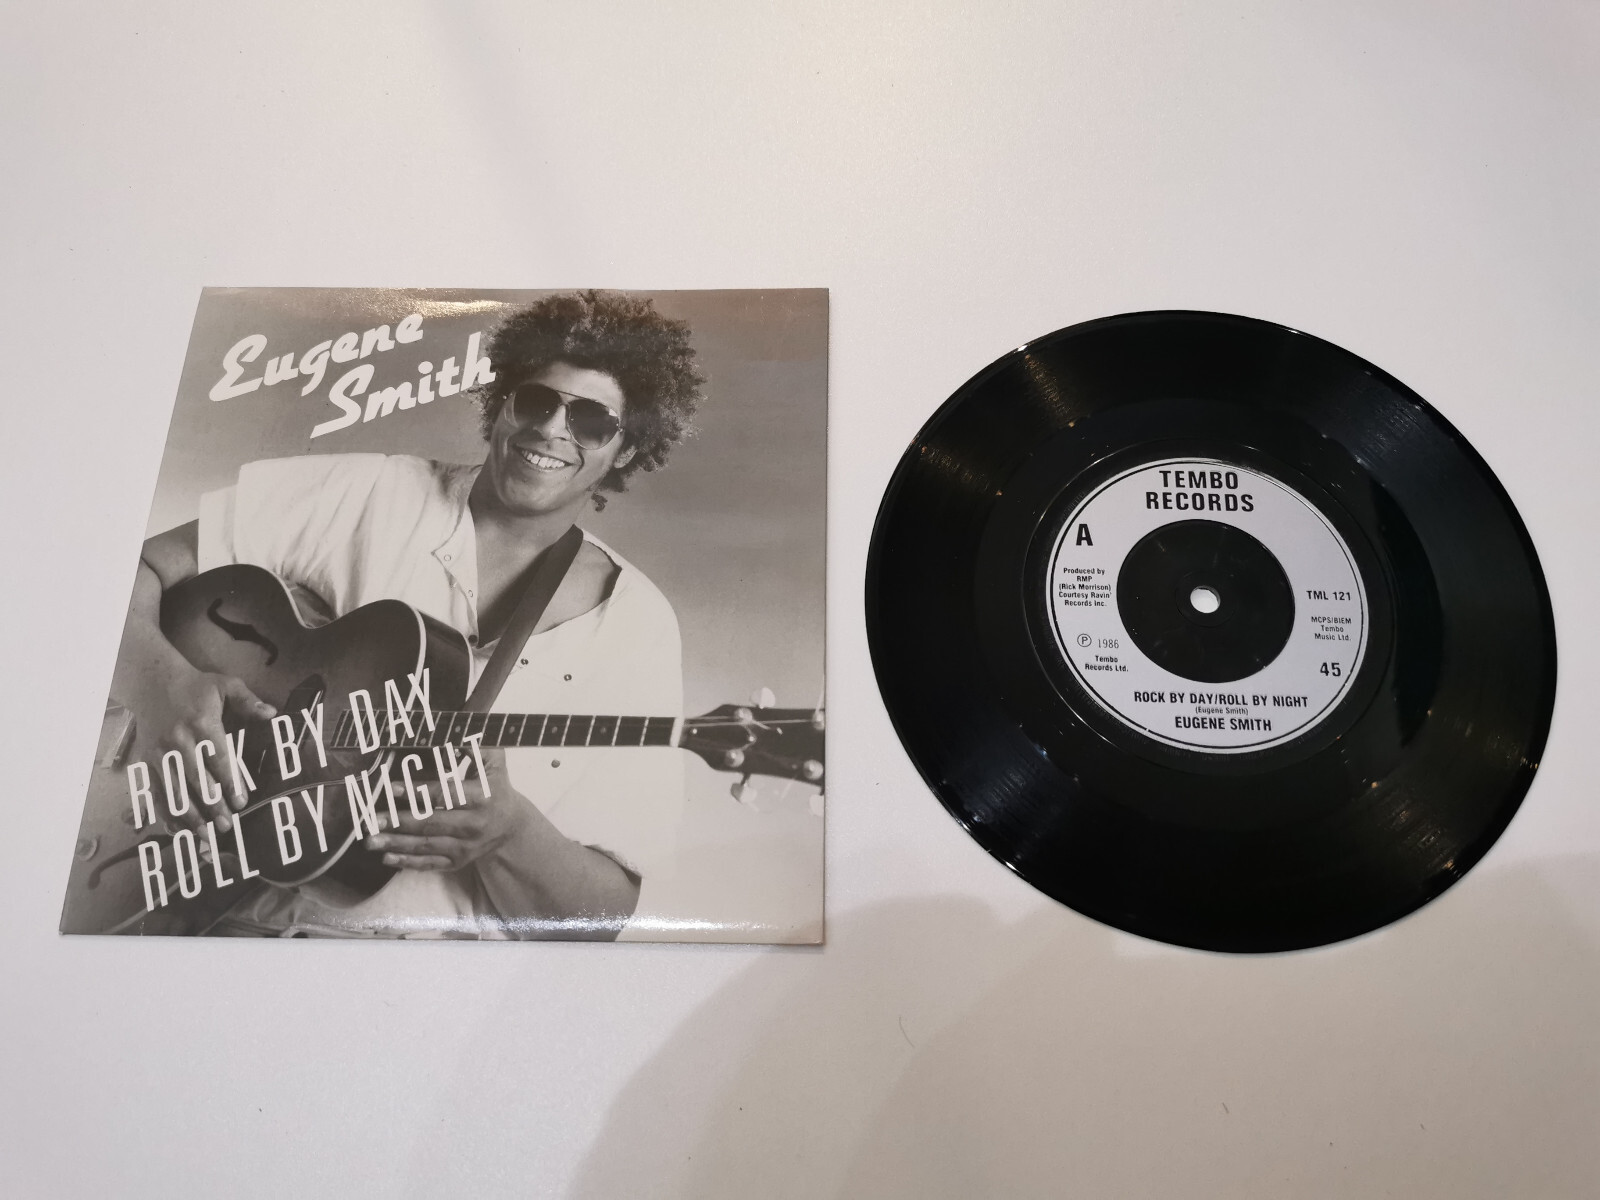 Eugene
Smith
ROCK BY DAY
ROLL BY NIGHT
TEMBO
RECORDS
A
Produced by
RMP
(Rick Morrison)
Courtesy Ravin'
Records Inc.
Ⓟ 1986
Tembo
Records Ltd.
TML 121
MCPS/BIEM
Tembo
Music Ltd.
45
ROCK BY DAY/ROLL BY NIGHT
(Eugene Smith)
EUGENE SMITH